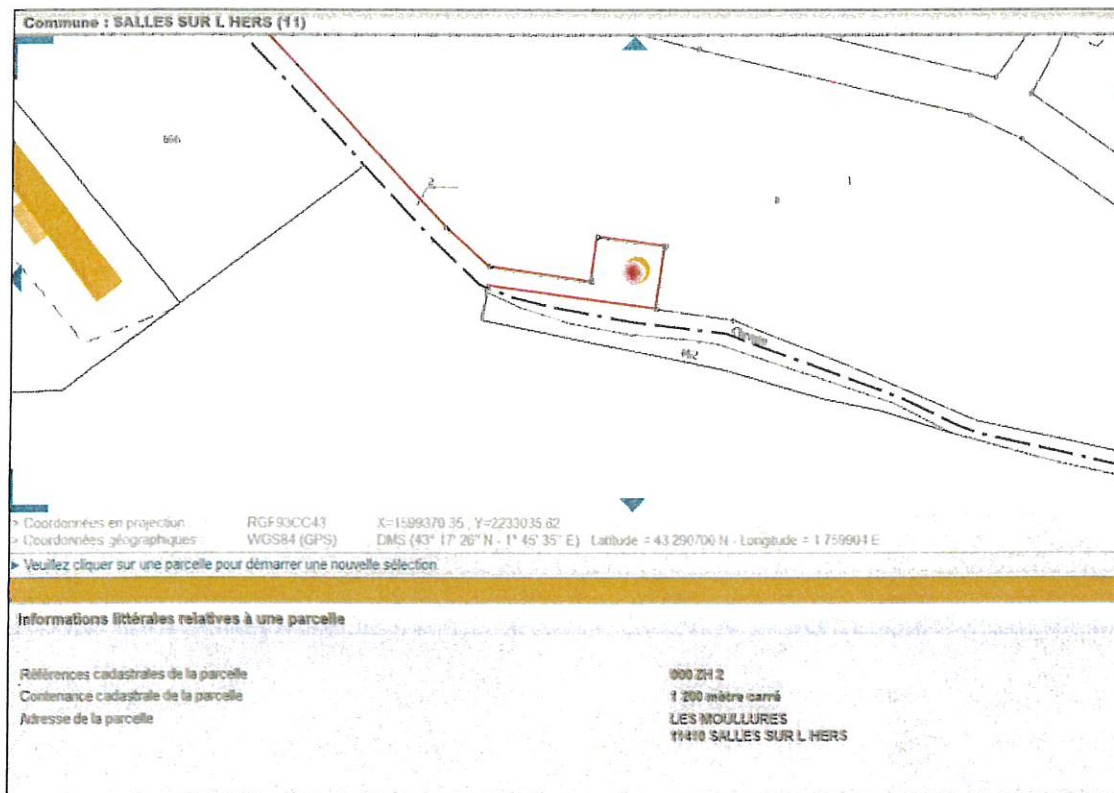 Commune : SALLES SUR L HERS (11)
2
> Coordonnées en projection : RGF93CC43 X=1599370.35 , Y=2233035.62
> Coordonnées géographiques : WGS84 (GPS) DMS (43° 17' 26" N - 1° 45' 35" E) Latitude = 43.290700 N - Longitude = 1.759904 E
► Veuillez cliquer sur une parcelle pour démarrer une nouvelle sélection
Informations littérales relatives à une parcelle
Références cadastrales de la parcelle 000 ZH 2
Contenance cadastrale de la parcelle 1 200 mètre carré
Adresse de la parcelle LES MOULLURES
11410 SALLES SUR L HERS